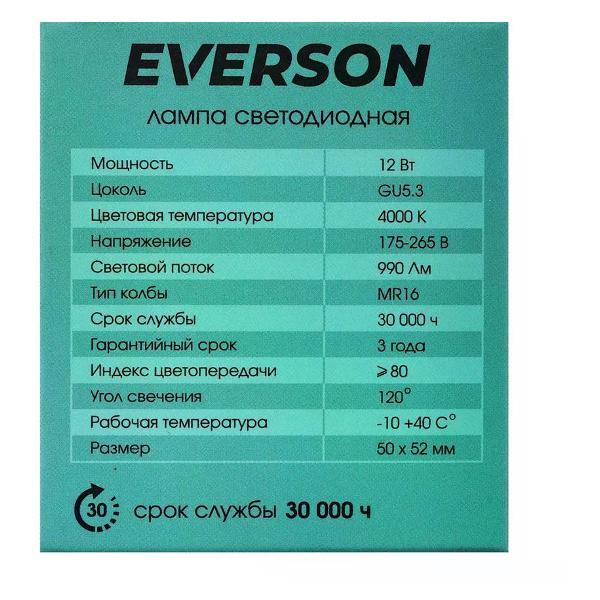 EVERSON
лампа светодиодная
Мощность 12 Вт
Цоколь GU5.3
Цветовая температура 4000 К
Напряжение 175-265 В
Световой поток 990 Лм
Тип колбы MR16
Срок службы 30 000 ч
Гарантийный срок 3 года
Индекс цветопередачи ⩾80
Угол свечения 120°
Рабочая температура -10 +40 С°
Размер 50 х 52 мм
30 срок службы 30 000 ч